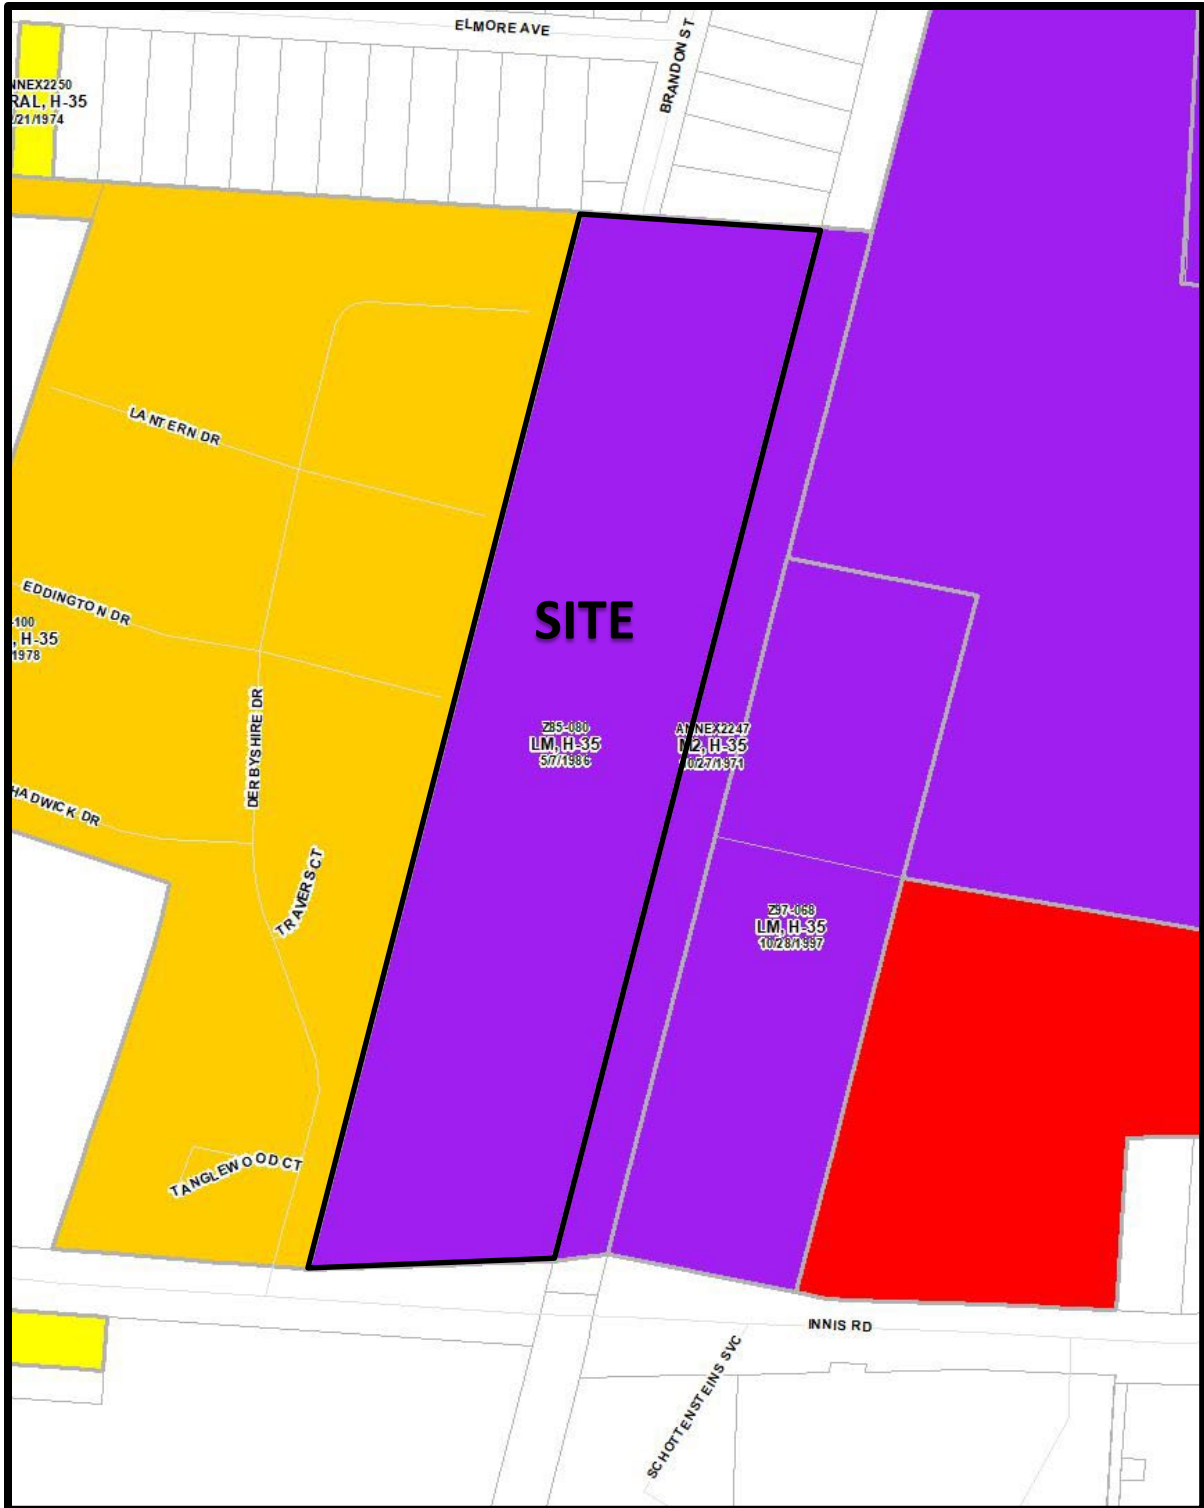 ELMORE AVE
BRANDON ST
NNEX2250
RAL, H-35
/21/1974
LANTERN DR
EDDINGTON DR
-100
, H-35
1978
SITE
DERBYSHIRE DR
Z85-080
LM, H-35
5/7/1986
ANNEX2247
M2, H-35
10/27/1971
HADWICK DR
TRAVERS CT
Z97-068
LM, H-35
10/28/1997
TANGLEWOOD CT
INNIS RD
SCHOTTENSTEINS SVC